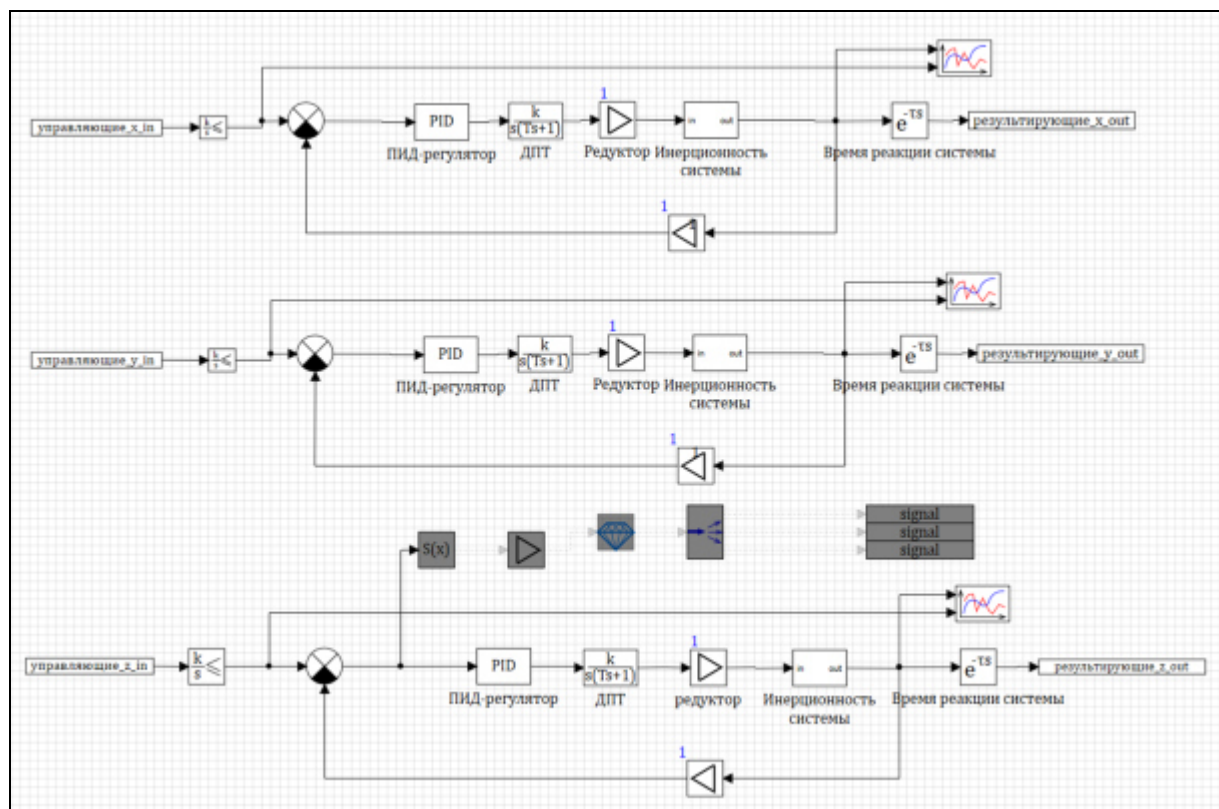 управляющие_x_in
k
s
≤
1
PID
ПИД-регулятор
k
s(Ts+1)
ДПТ
Редуктор
in out
Инерционность
системы
e^-τs
Время реакции системы
результирующие_x_out
1
управляющие_y_in
k
s
≤
1
PID
ПИД-регулятор
k
s(Ts+1)
ДПТ
Редуктор
in out
Инерционность
системы
e^-τs
Время реакции системы
результирующие_y_out
1
S(x)
signal
signal
signal
управляющие_z_in
k
s
≤
1
PID
ПИД-регулятор
k
s(Ts+1)
ДПТ
редуктор
in out
Инерционность
системы
e^-τs
Время реакции системы
результирующие_z_out
1